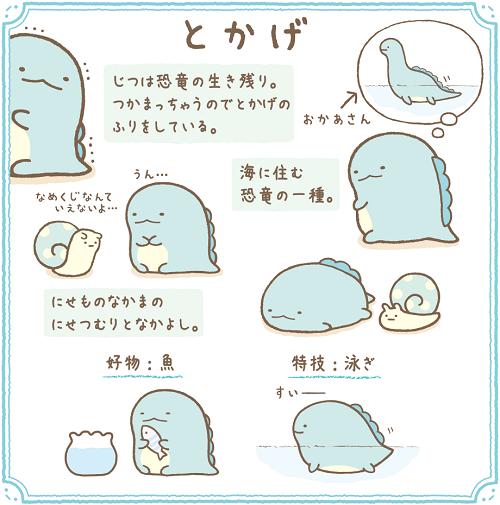 とかげ
じつは恐竜の生き残り。
つかまっちゃうのでとかげの
ふりをしている。
おかあさん
海に住む
恐竜の一種。
なめくじなんて
いえないよ…
うん…
にせものなかまの
にせつむりとなかよし。
好物：魚
特技：泳ぎ
すぃ――